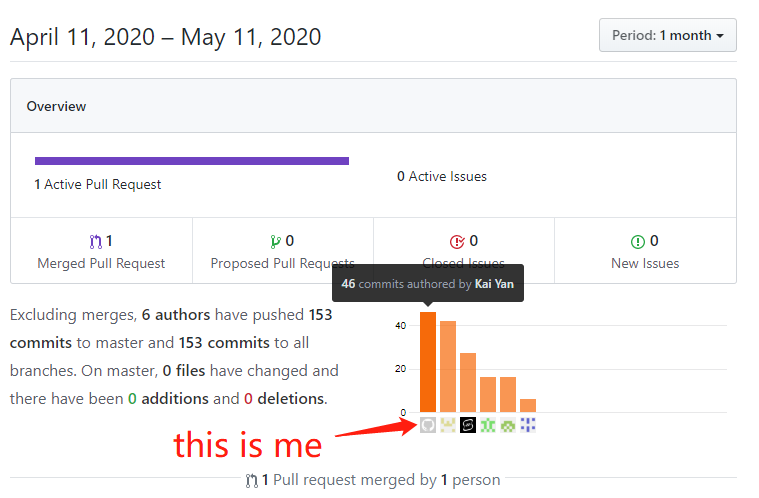 April 11, 2020 – May 11, 2020
Period: 1 month
Overview
1 Active Pull Request
0 Active Issues
1
Merged Pull Request
0
Proposed Pull Requests
0
Closed Issues
0
New Issues
46 commits authored by Kai Yan
Excluding merges, 6 authors have pushed 153
commits to master and 153 commits to all
branches. On master, 0 files have changed and
there have been 0 additions and 0 deletions.
40
20
0
this is me
1 Pull request merged by 1 person